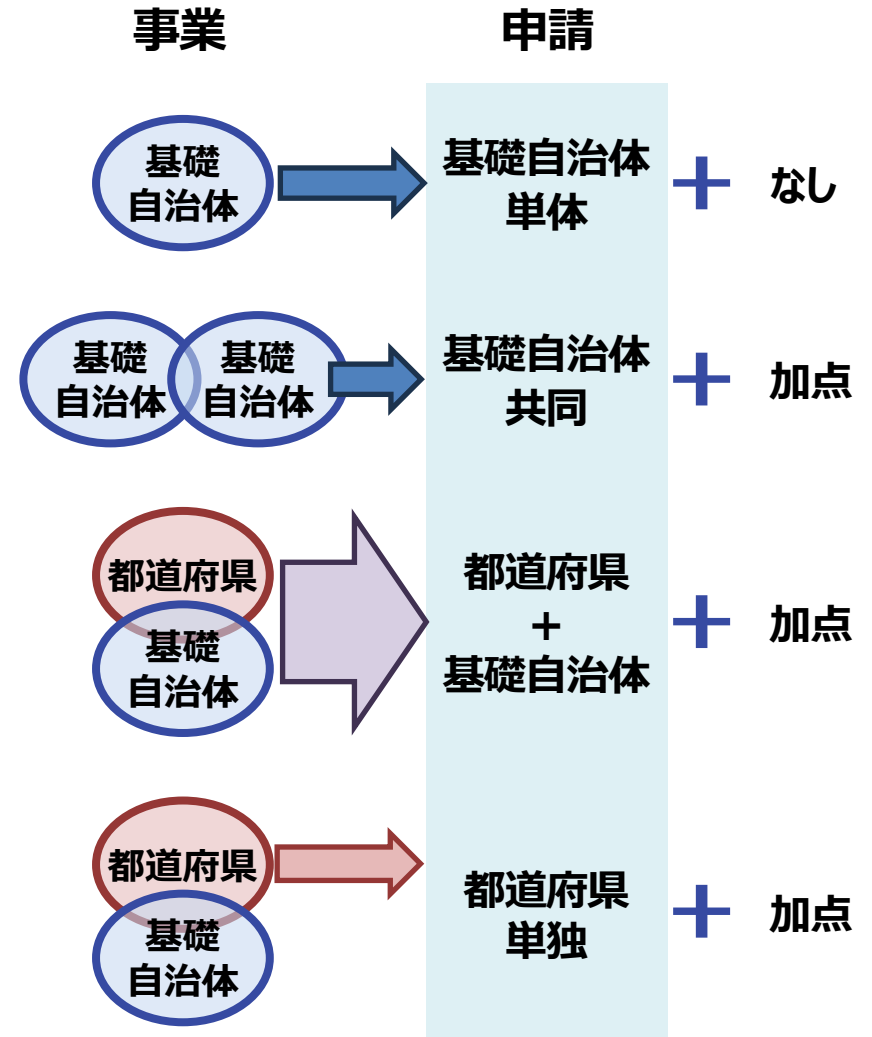 事業
申請
基礎
自治体
基礎自治体
単体
+
なし
基礎
自治体
基礎
自治体
基礎自治体
共同
+
加点
都道府県
基礎
自治体
都道府県
+
基礎自治体
+
加点
都道府県
基礎
自治体
都道府県
単独
+
加点